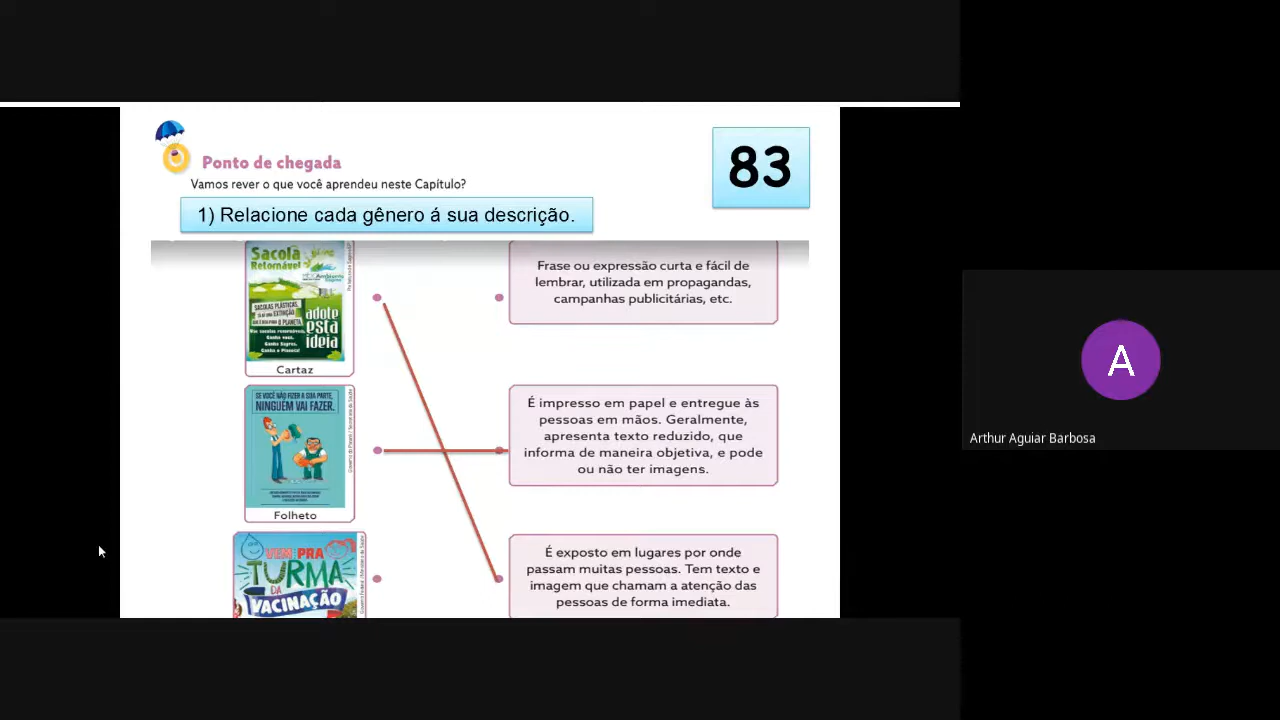 Ponto de chegada
83
Vamos rever o que você aprendeu neste Capítulo?
1) Relacione cada gênero á sua descrição.
Sacola
Retornável
SACOLAS PLÁSTICAS,
adote
esta
ideia
Ganha o Planeta!
Cartaz
Frase ou expressão curta e fácil de
lembrar, utilizada em propagandas,
campanhas publicitárias, etc.
SE VOCÊ NÃO FIZER A SUA PARTE,
NINGUÉM VAI FAZER.
Folheto
É impresso em papel e entregue às
pessoas em mãos. Geralmente,
apresenta texto reduzido, que
informa de maneira objetiva, e pode
ou não ter imagens.
VEM PRA
TURMA
DA
VACINAÇÃO
É exposto em lugares por onde
passam muitas pessoas. Tem texto e
imagem que chamam a atenção das
pessoas de forma imediata.
A
Arthur Aguiar Barbosa